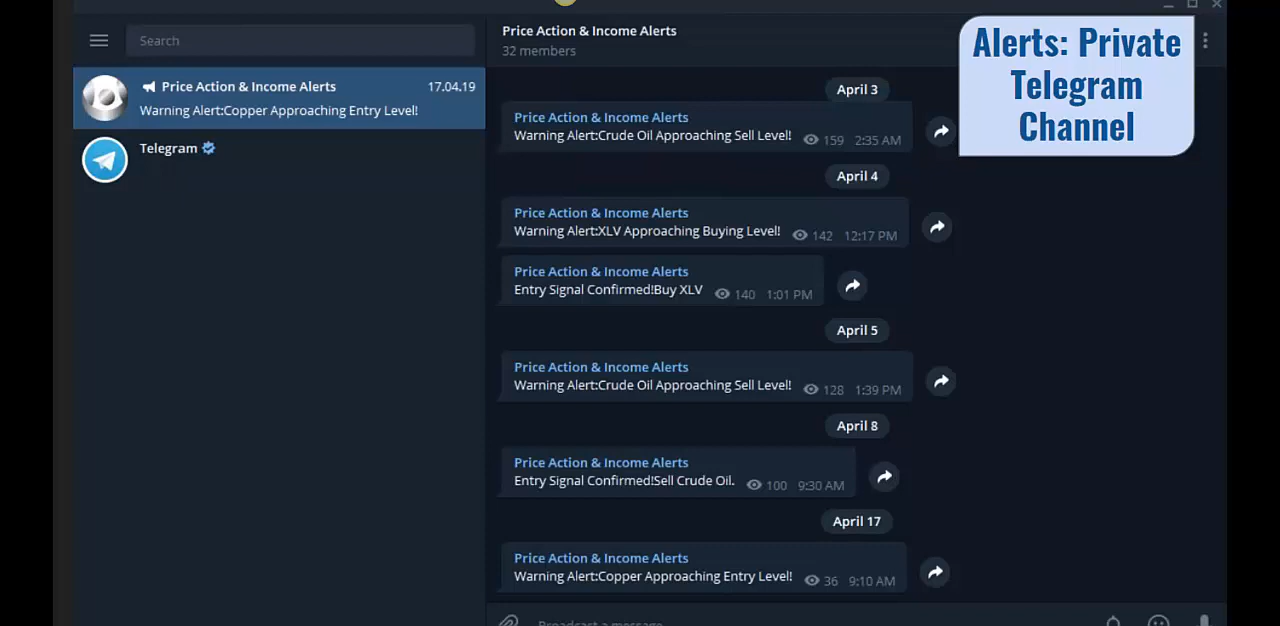 Search
Price Action & Income Alerts
17.04.19
Warning Alert:Copper Approaching Entry Level!
Telegram
Price Action & Income Alerts
32 members
Alerts: Private
Telegram
Channel
April 3
Price Action & Income Alerts
Warning Alert:Crude Oil Approaching Sell Level! 159 2:35 AM
April 4
Price Action & Income Alerts
Warning Alert:XLV Approaching Buying Level! 142 12:17 PM
Price Action & Income Alerts
Entry Signal Confirmed!Buy XLV 140 1:01 PM
April 5
Price Action & Income Alerts
Warning Alert:Crude Oil Approaching Sell Level! 128 1:39 PM
April 8
Price Action & Income Alerts
Entry Signal Confirmed!Sell Crude Oil. 100 9:30 AM
April 17
Price Action & Income Alerts
Warning Alert:Copper Approaching Entry Level! 36 9:10 AM
Broadcast a message